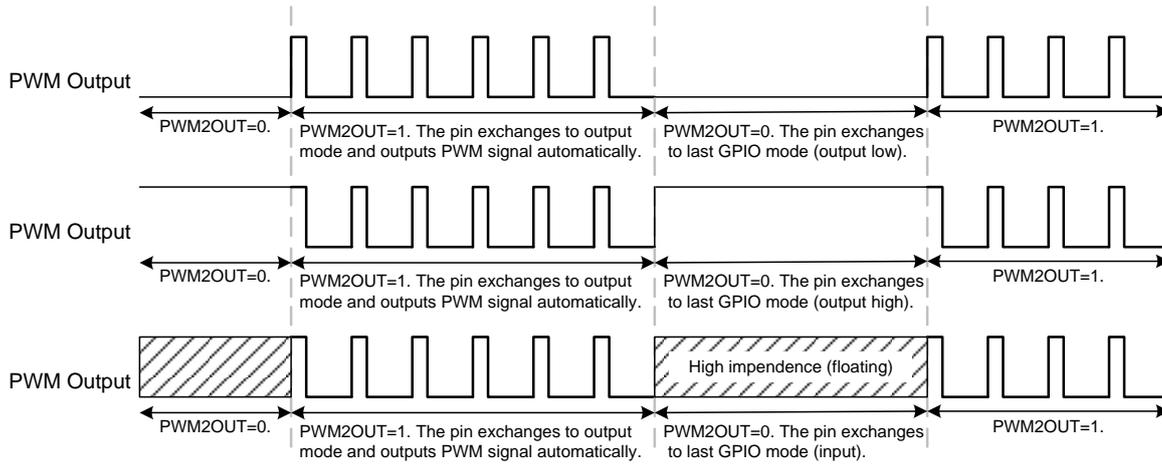 PWM Output
PWM2OUT=0.
PWM2OUT=1. The pin exchanges to output
mode and outputs PWM signal automatically.
PWM2OUT=0. The pin exchanges
to last GPIO mode (output low).
PWM2OUT=1.
PWM Output
PWM2OUT=0.
PWM2OUT=1. The pin exchanges to output
mode and outputs PWM signal automatically.
PWM2OUT=0. The pin exchanges
to last GPIO mode (output high).
PWM2OUT=1.
PWM Output
High impendence (floating)
PWM2OUT=0.
PWM2OUT=1. The pin exchanges to output
mode and outputs PWM signal automatically.
PWM2OUT=0. The pin exchanges
to last GPIO mode (input).
PWM2OUT=1.